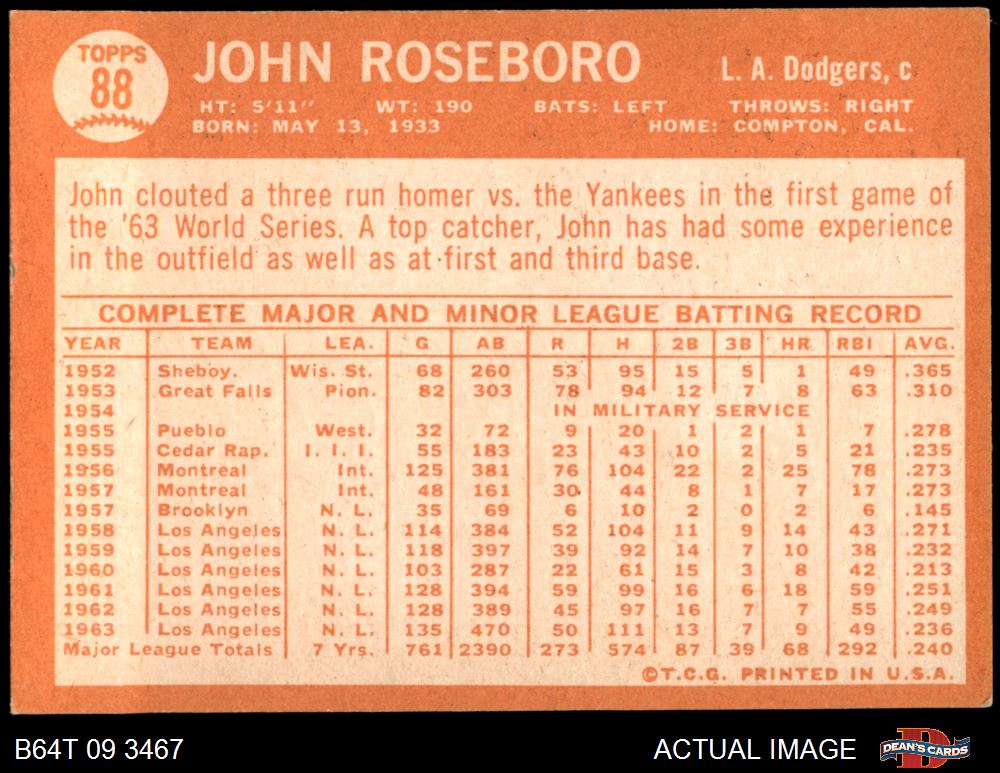 TOPPS
88
JOHN ROSEBORO
L. A. Dodgers, c
HT: 5'11" WT: 190 BATS: LEFT THROWS: RIGHT
BORN: MAY 13, 1933 HOME: COMPTON, CAL.
John clouted a three run homer vs. the Yankees in the first game of
the '63 World Series. A top catcher, John has had some experience
in the outfield as well as at first and third base.
COMPLETE MAJOR AND MINOR LEAGUE BATTING RECORD
YEAR TEAM LEA. G AB R H 2B 3B HR RBI AVG.
1952 Sheboy. Wis. St. 68 260 53 95 15 5 1 49 .365
1953 Great Falls Pion. 82 303 78 94 12 7 8 63 .310
1954 IN MILITARY SERVICE
1955 Pueblo West. 32 72 9 20 1 2 1 7 .278
1955 Cedar Rap. I. I. I. 55 183 23 43 10 2 5 21 .235
1956 Montreal Int. 125 381 76 104 22 2 25 78 .273
1957 Montreal Int. 48 161 30 44 8 1 7 17 .273
1957 Brooklyn N. L. 35 69 6 10 2 0 2 6 .145
1958 Los Angeles N. L. 114 384 52 104 11 9 14 43 .271
1959 Los Angeles N. L. 118 397 39 92 14 7 10 38 .232
1960 Los Angeles N. L. 103 287 22 61 15 3 8 42 .213
1961 Los Angeles N. L. 128 394 59 99 16 6 18 59 .251
1962 Los Angeles N. L. 128 389 45 97 16 7 7 55 .249
1963 Los Angeles N. L. 135 470 50 111 13 7 9 49 .236
Major League Totals 7 Yrs. 761 2390 273 574 87 39 68 292 .240
©T.C.G. PRINTED IN U.S.A.
B64T 09 3467
ACTUAL IMAGE
DEAN'S CARDS